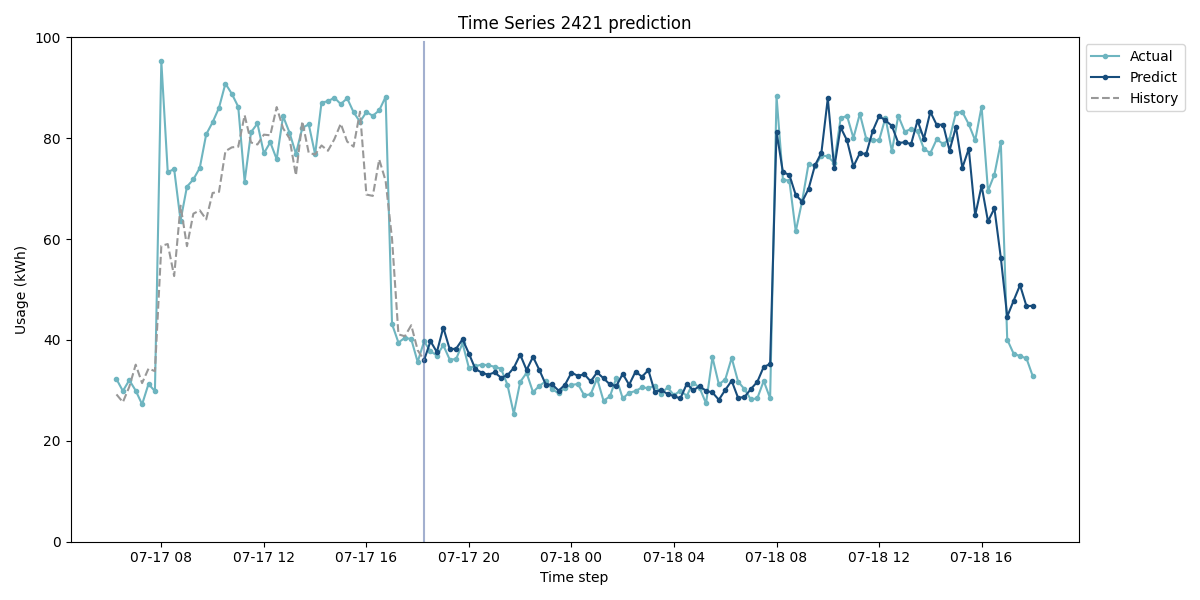 Time Series 2421 prediction
100
80
60
40
20
0
Usage (kWh)
07-17 08
07-17 12
07-17 16
07-17 20
07-18 00
07-18 04
07-18 08
07-18 12
07-18 16
Time step
Actual
Predict
History